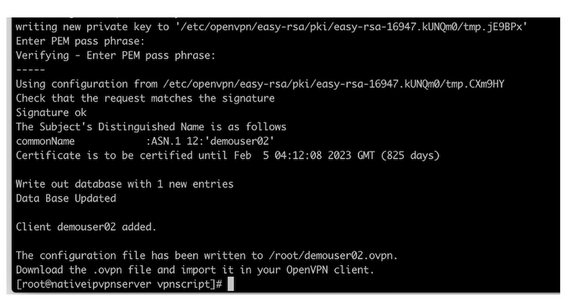 writing new private key to '/etc/openvpn/easy-rsa/pki/easy-rsa-16947.kUNQm0/tmp.jE9BPx'
Enter PEM pass phrase:
Verifying - Enter PEM pass phrase:
-----
Using configuration from /etc/openvpn/easy-rsa/pki/easy-rsa-16947.kUNQm0/tmp.CXm9HY
Check that the request matches the signature
Signature ok
The Subject's Distinguished Name is as follows
commonName            :ASN.1 12:'demouser02'
Certificate is to be certified until Feb  5 04:12:08 2023 GMT (825 days)
Write out database with 1 new entries
Data Base Updated
Client demouser02 added.
The configuration file has been written to /root/demouser02.ovpn.
Download the .ovpn file and import it in your OpenVPN client.
[root@nativeipvpnserver vpnscript]#